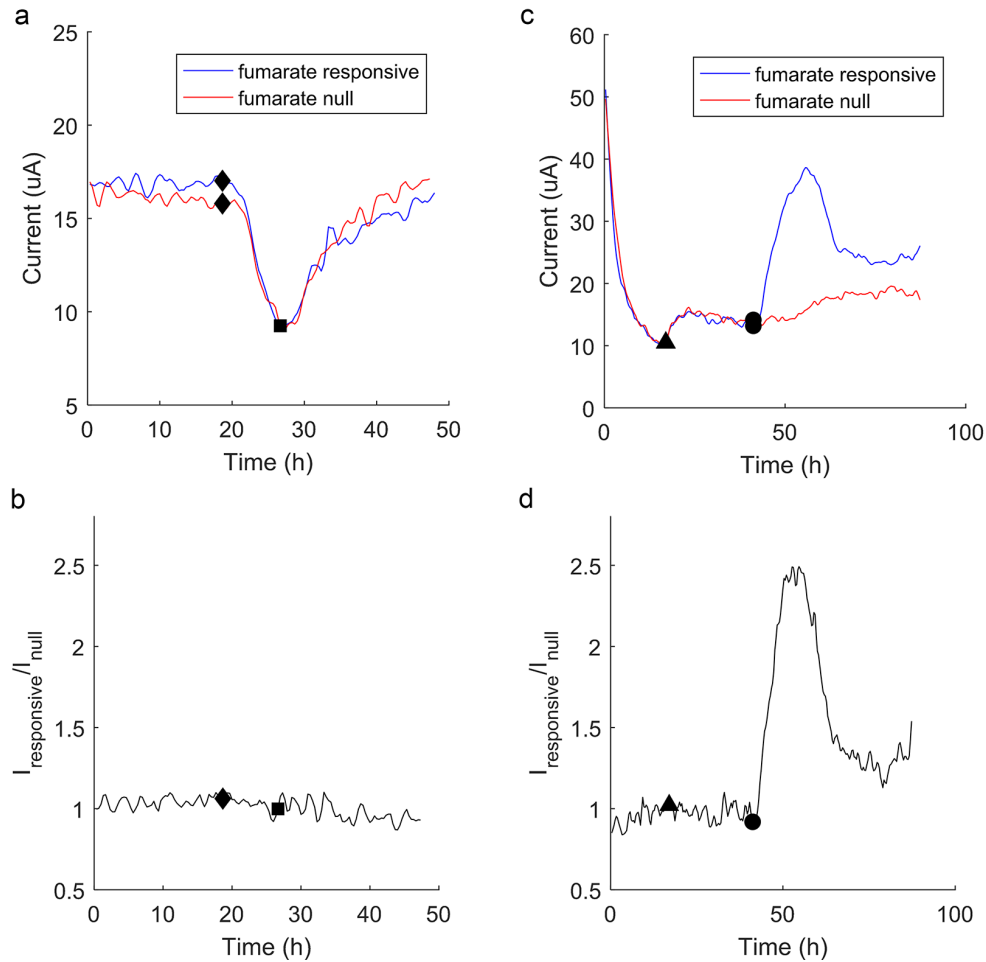 a
25
20
15
10
5
Current (uA)
fumarate responsive
fumarate null
0 10 20 30 40 50
Time (h)
c
60
50
40
30
20
10
0
Current (uA)
fumarate responsive
fumarate null
0 50 100
Time (h)
b
2.5
2
1.5
1
0.5
Iresponsive/Inull
0 10 20 30 40 50
Time (h)
d
2.5
2
1.5
1
0.5
Iresponsive/Inull
0 50 100
Time (h)